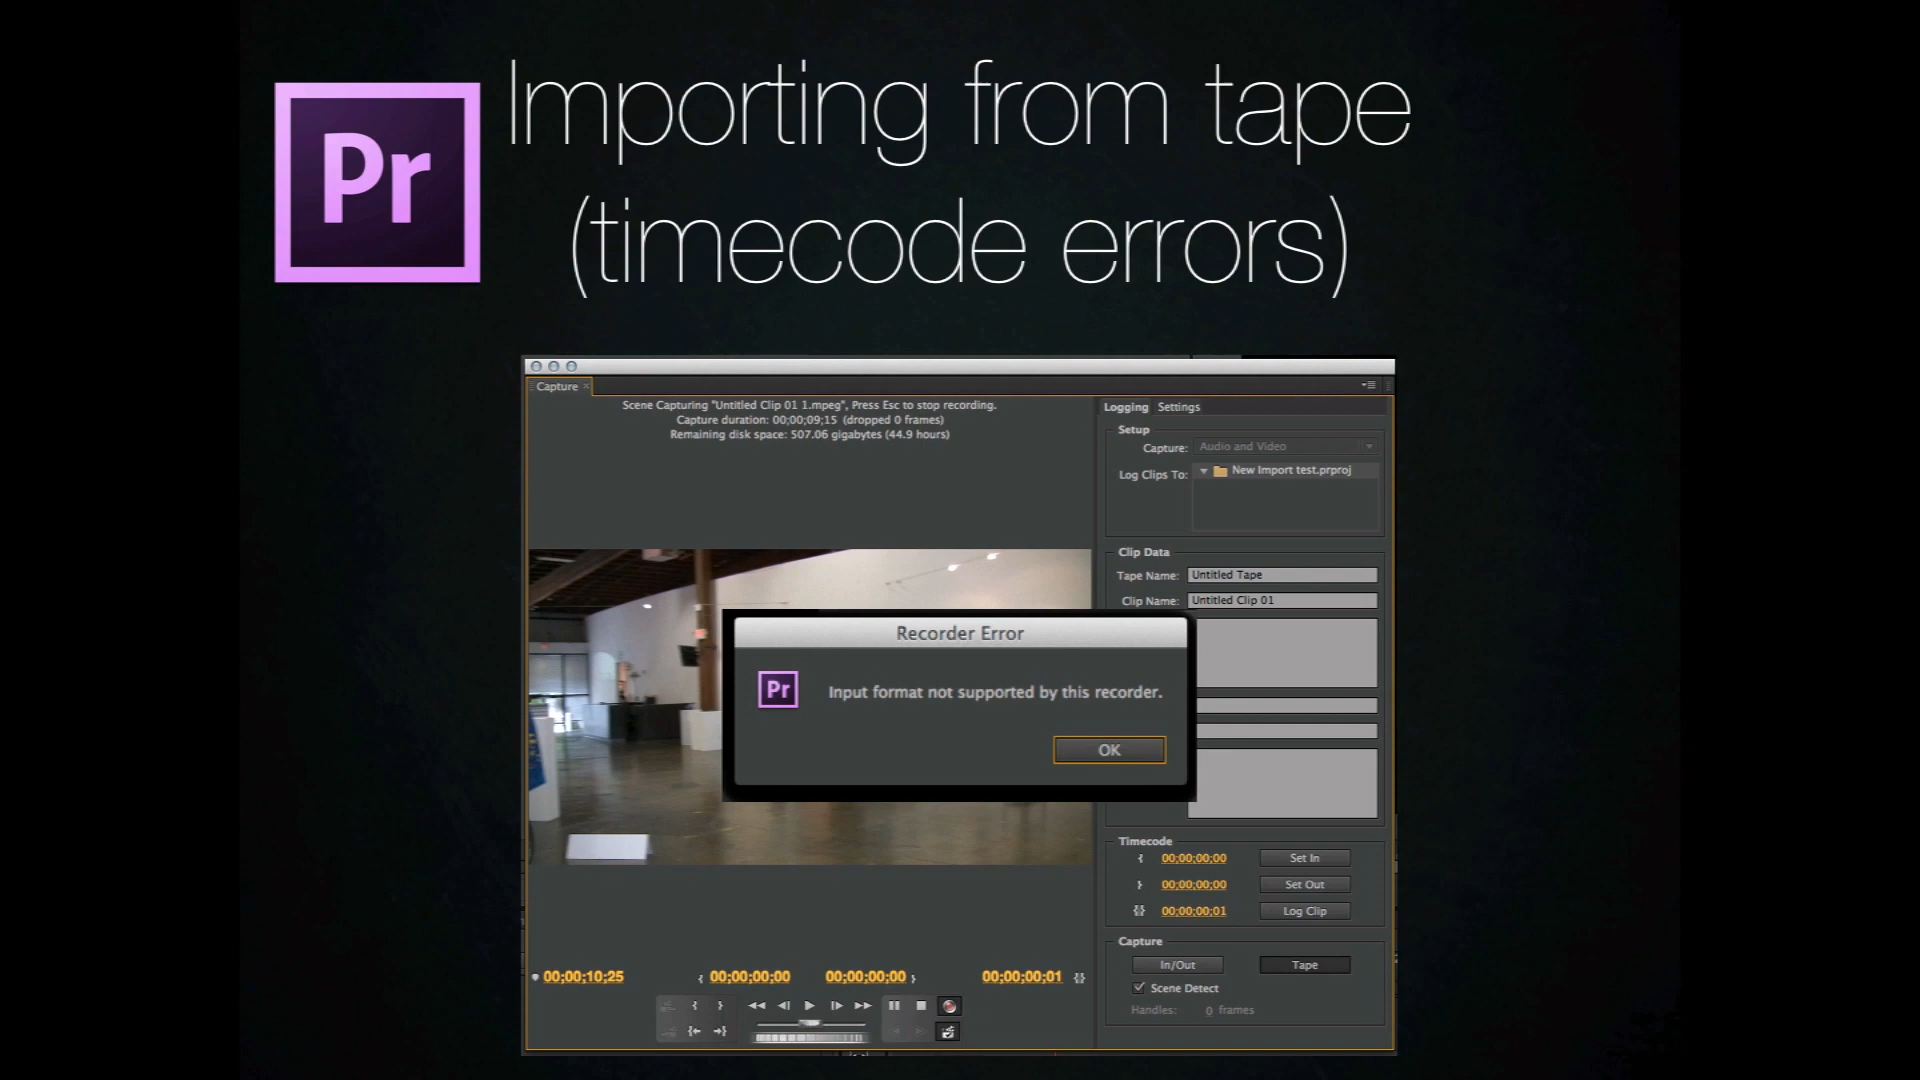 Pr
Importing from tape
(timecode errors)
Capture
Scene Capturing "Untitled Clip 01 1.mpeg", Press Esc to stop recording.
Capture duration: 00;00;09;15 (dropped 0 frames)
Remaining disk space: 507.06 gigabytes (44.9 hours)
Logging Settings
Setup
Capture: Audio and Video
Log Clips To: New Import test.prproj
Clip Data
Tape Name: Untitled Tape
Clip Name: Untitled Clip 01
Recorder Error
Pr
Input format not supported by this recorder.
OK
Timecode
{ 00;00;00;00 Set In
} 00;00;00;00 Set Out
{} 00;00;00;01 Log Clip
Capture
In/Out Tape
Scene Detect
Handles: 0 frames
00;00;10;25 { 00;00;00;00 00;00;00;00 } 00;00;00;01 {}